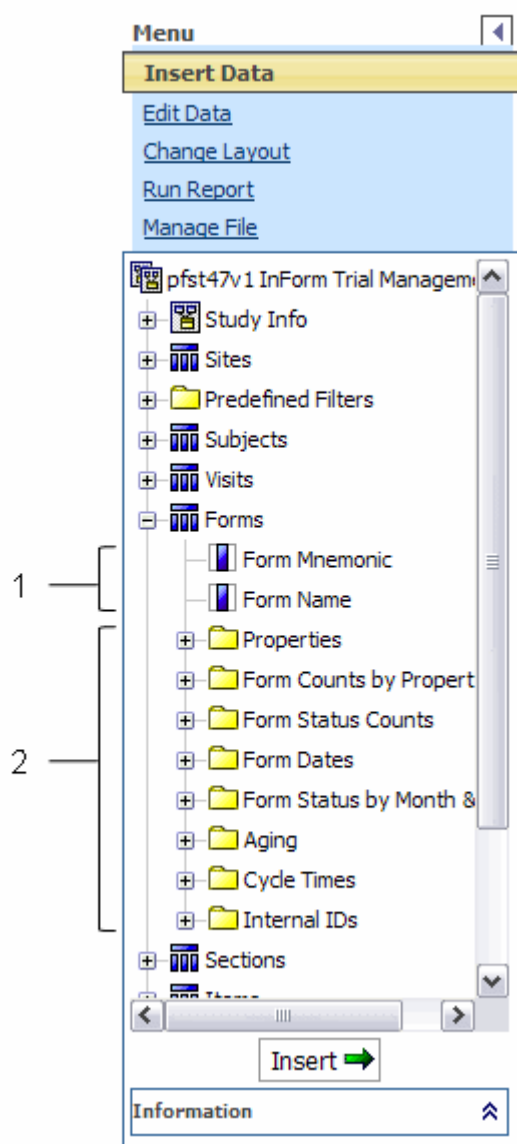 Menu
Insert Data
Edit Data
Change Layout
Run Report
Manage File
pfst47v1 InForm Trial Managem
Study Info
Sites
Predefined Filters
Subjects
Visits
Forms
Form Mnemonic
1
Form Name
Properties
Form Counts by Propert
Form Status Counts
2
Form Dates
Form Status by Month &
Aging
Cycle Times
Internal IDs
Sections
Items
Insert
Information